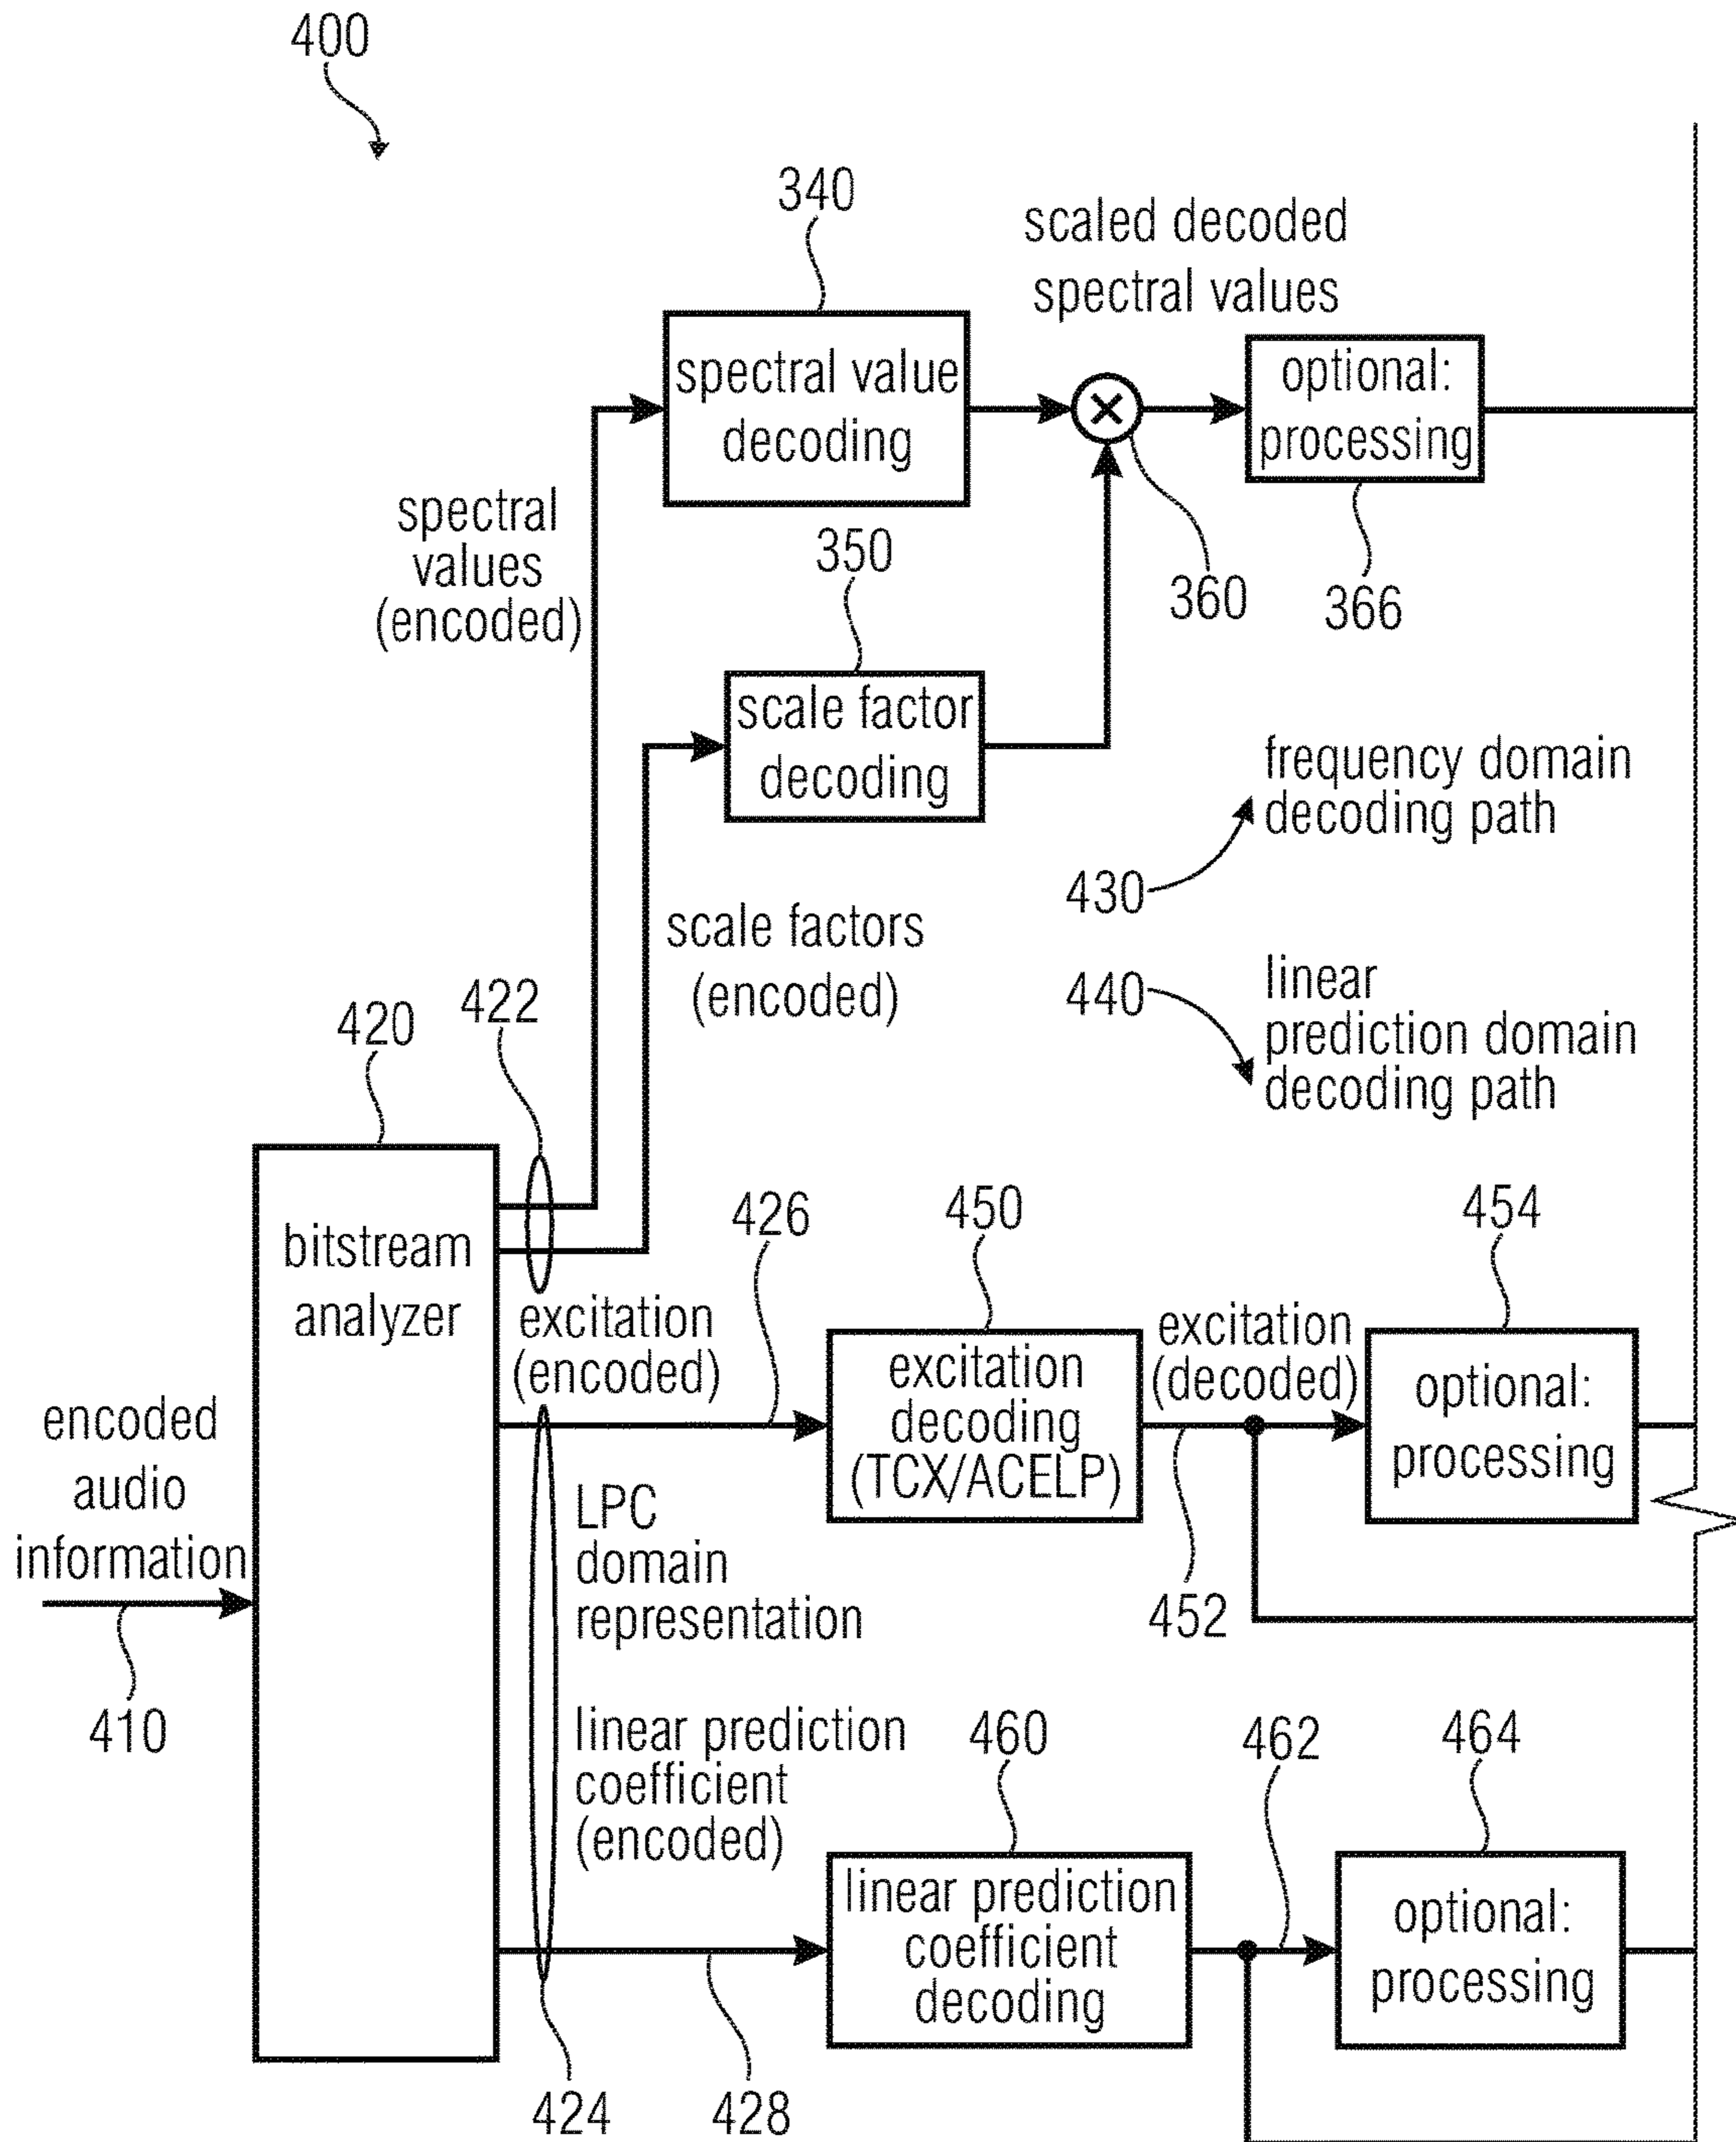 400
340
scaled decoded
spectral values
spectral value
decoding
optional:
processing
spectral
values
(encoded)
350
360
366
scale factor
decoding
frequency domain
decoding path
430
scale factors
(encoded)
linear
prediction domain
decoding path
440
422
420
bitstream
analyzer
426
450
454
excitation
(encoded)
excitation
decoding
(TCX/ACELP)
excitation
(decoded)
optional:
processing
encoded
audio
information
LPC
domain
representation
452
410
linear prediction
coefficient
(encoded)
460
462
464
linear prediction
coefficient
decoding
optional:
processing
424
428